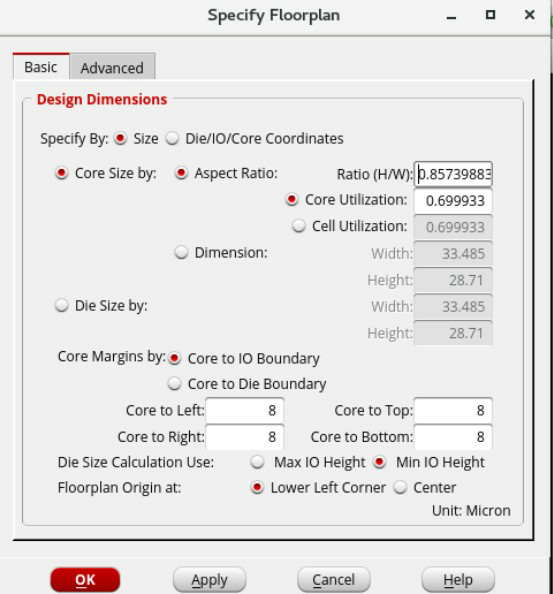 Specify Floorplan
Basic Advanced
Design Dimensions
Specify By: Size Die/IO/Core Coordinates
Core Size by: Aspect Ratio: Ratio (H/W): 0.85739883
Core Utilization: 0.699933
Cell Utilization: 0.699933
Dimension: Width: 33.485
Height: 28.71
Die Size by: Width: 33.485
Height: 28.71
Core Margins by: Core to IO Boundary
Core to Die Boundary
Core to Left: 8 Core to Top: 8
Core to Right: 8 Core to Bottom: 8
Die Size Calculation Use: Max IO Height Min IO Height
Floorplan Origin at: Lower Left Corner Center
Unit: Micron
OK Apply Cancel Help